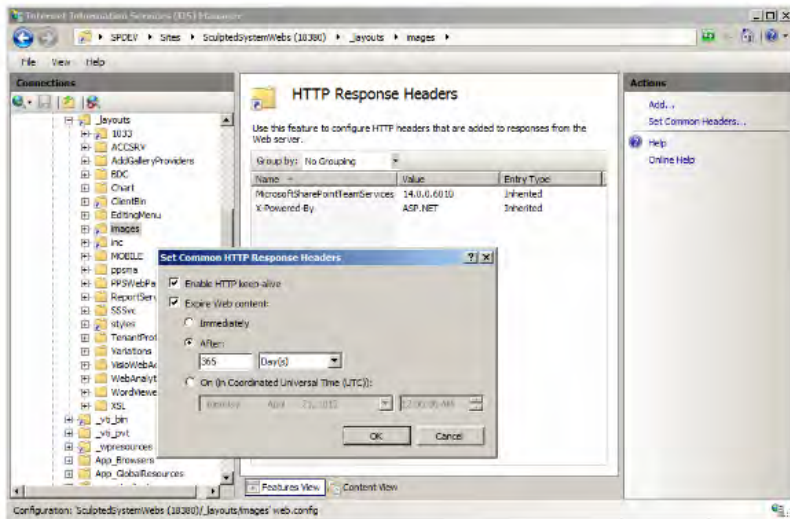 Internet Information Services (IIS) Manager
SPDEV Sites SculptedSystemWebs (18380) _layouts images
File View Help
Connections
_layouts
1033
ACCSRV
AddGalleryProviders
BDC
Chart
ClientBin
EditingMenu
images
inc
MOBILE
ppsma
PPSWebPa
ReportServ
SSSvc
styles
TenantProf
Variations
VisioWebAc
WebAnalyt
WordViewe
XSL
_vti_bin
_vti_pvt
_wpresources
App_Browsers
App_GlobalResources
HTTP Response Headers
Use this feature to configure HTTP headers that are added to responses from the
Web server.
Group by: No Grouping
Name Value Entry Type
MicrosoftSharePointTeamServices 14.0.0.6010 Inherited
X-Powered-By ASP.NET Inherited
Set Common HTTP Response Headers
Enable HTTP keep-alive
Expire Web content:
Immediately
After:
365 Day(s)
On (in Coordinated Universal Time (UTC)):
12:00:00 AM
OK Cancel
Features View Content View
Actions
Add...
Set Common Headers...
Help
Online Help
Configuration: 'SculptedSystemWebs (18380)/_layouts/images' web.config